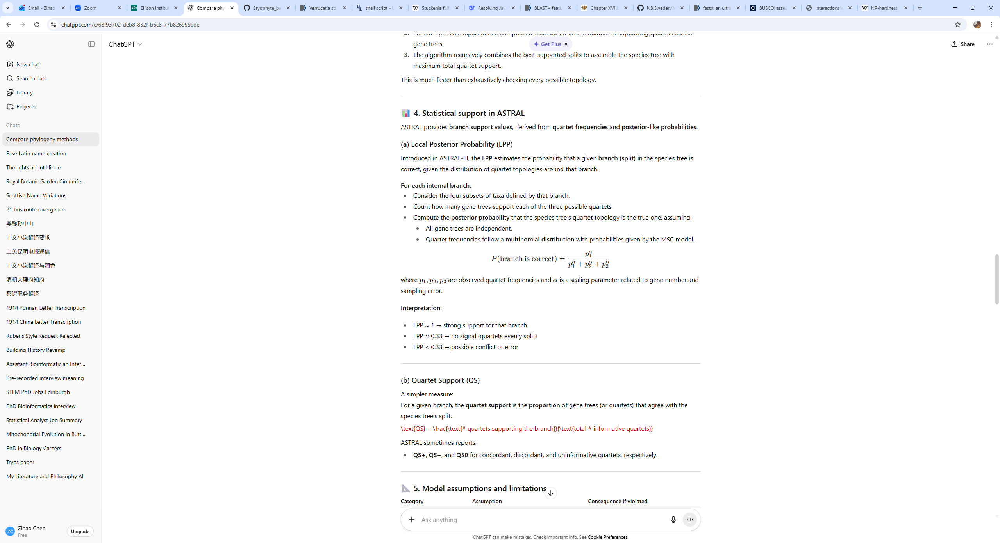 Email - Zihao
Zoom
Ellison Institut
Compare phy
Bryophyte_ba
Verrucaria sp.
shell script - U
Stuckenia filif
Resolving Java
BLAST+ featu
Chapter XVIII.
NBISweden/M
fastp: an ultra
BUSCO: asses
Interactions w
NP-hardness
chatgpt.com/c/68f93702-deb8-832f-b6c8-77b826999ade
ChatGPT
Get Plus
Share
New chat
Search chats
Library
Projects
Chats
Compare phylogeny methods
Fake Latin name creation
Thoughts about Hinge
Royal Botanic Garden Circumfe...
Scottish Name Variations
21 bus route divergence
尊称孙中山
中文小说翻译要求
上关昆明电报通信
中文小说翻译与润色
清朝大理府知府
蔡锷职务翻译
1914 Yunnan Letter Transcription
1914 China Letter Transcription
Rubens Style Request Rejected
Building History Revamp
Assistant Bioinformatician Inter...
Pre-recorded interview meaning
STEM PhD Jobs Edinburgh
PhD Bioinformatics Interview
Statistical Analyst Job Summary
Mitochondrial Evolution in Butt...
PhD in Biology Careers
Tryps paper
My Literature and Philosophy AI
ZC Zihao Chen
Free
Upgrade
2. For each possible bipartition, it computes a score based on the number of supporting quartets across
gene trees.
3. The algorithm recursively combines the best-supported splits to assemble the species tree with
maximum total quartet support.
This is much faster than exhaustively checking every possible topology.
📊 4. Statistical support in ASTRAL
ASTRAL provides branch support values, derived from quartet frequencies and posterior-like probabilities.
(a) Local Posterior Probability (LPP)
Introduced in ASTRAL-III, the LPP estimates the probability that a given branch (split) in the species tree is
correct, given the distribution of quartet topologies around that branch.
For each internal branch:
• Consider the four subsets of taxa defined by that branch.
• Count how many gene trees support each of the three possible quartets.
• Compute the posterior probability that the species tree's quartet topology is the true one, assuming:
• All gene trees are independent.
• Quartet frequencies follow a multinomial distribution with probabilities given by the MSC model.
P(branch is correct) = p₁^α / (p₁^α + p₂^α + p₃^α)
where p₁, p₂, p₃ are observed quartet frequencies and α is a scaling parameter related to gene number and
sampling error.
Interpretation:
• LPP ≈ 1 → strong support for that branch
• LPP ≈ 0.33 → no signal (quartets evenly split)
• LPP < 0.33 → possible conflict or error
(b) Quartet Support (QS)
A simpler measure:
For a given branch, the quartet support is the proportion of gene trees (or quartets) that agree with the
species tree's split.
\text{QS} = \frac{\text{# quartets supporting the branch}}{\text{total # informative quartets}}
ASTRAL sometimes reports:
• QS+, QS−, and QS0 for concordant, discordant, and uninformative quartets, respectively.
📐 5. Model assumptions and limitations
Category Assumption Consequence if violated
Ask anything
ChatGPT can make mistakes. Check important info. See Cookie Preferences.